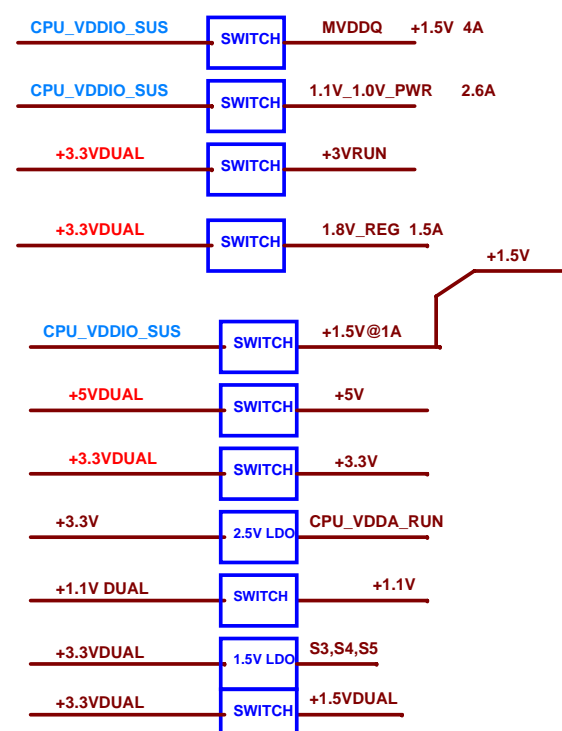 CPU_VDDIO_SUS SWITCH MVDDQ +1.5V 4A
CPU_VDDIO_SUS SWITCH 1.1V_1.0V_PWR 2.6A
+3.3VDUAL SWITCH +3VRUN
+3.3VDUAL SWITCH 1.8V_REG 1.5A
+1.5V
CPU_VDDIO_SUS SWITCH +1.5V@1A
+5VDUAL SWITCH +5V
+3.3VDUAL SWITCH +3.3V
+3.3V 2.5V LDO CPU_VDDA_RUN
+1.1V DUAL SWITCH +1.1V
+3.3VDUAL 1.5V LDO S3,S4,S5
+3.3VDUAL SWITCH +1.5VDUAL